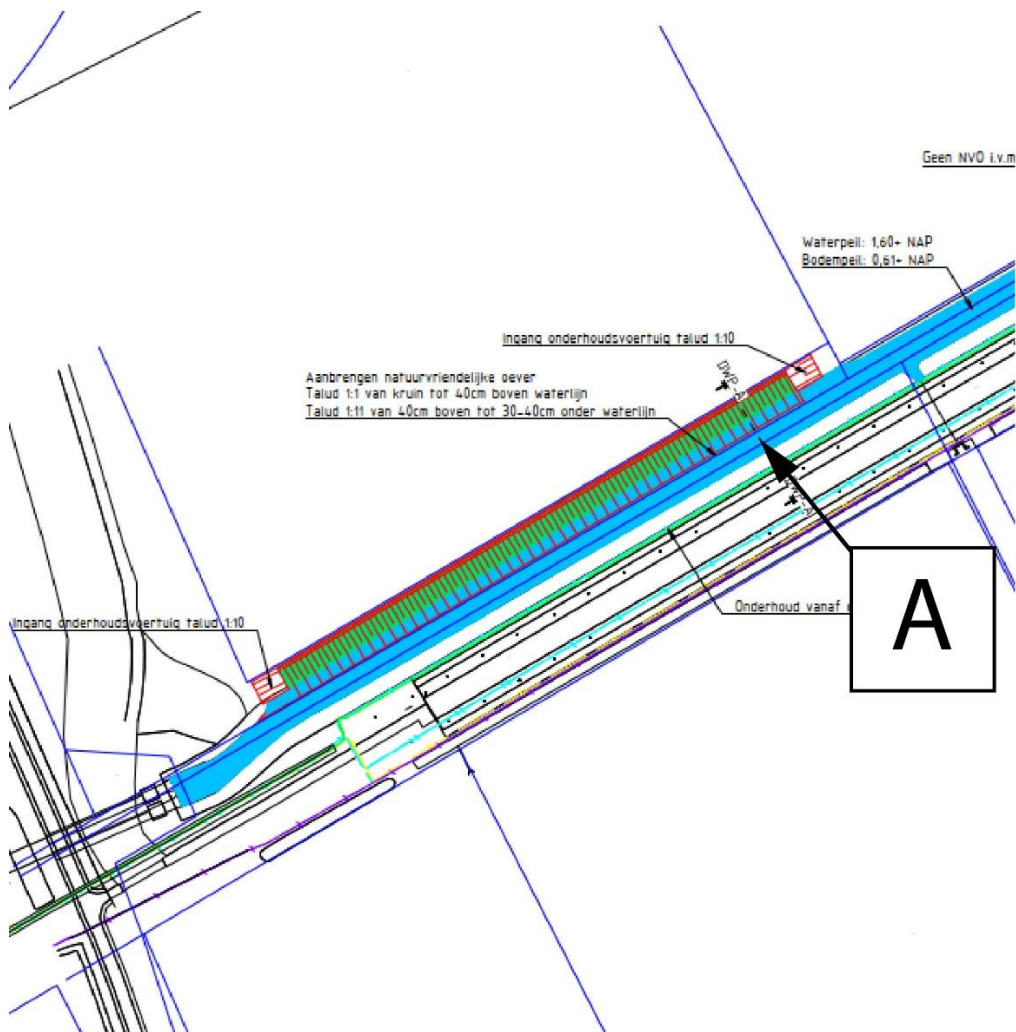 Geen NVO i.v.m
Waterpeil: 1,60+ NAP
Bodempeil: 0,61+ NAP
Ingang onderhoudsvoertuig talud 1:10
DWP-A
Aanbrengen natuurvriendelijke oever
Talud 1:1 van kruin tot 40cm boven waterlijn
Talud 1:11 van 40cm boven tot 30-40cm onder waterlijn
DWP-A
A
Onderhoud vanaf
Ingang onderhoudsvoertuig talud 1:10